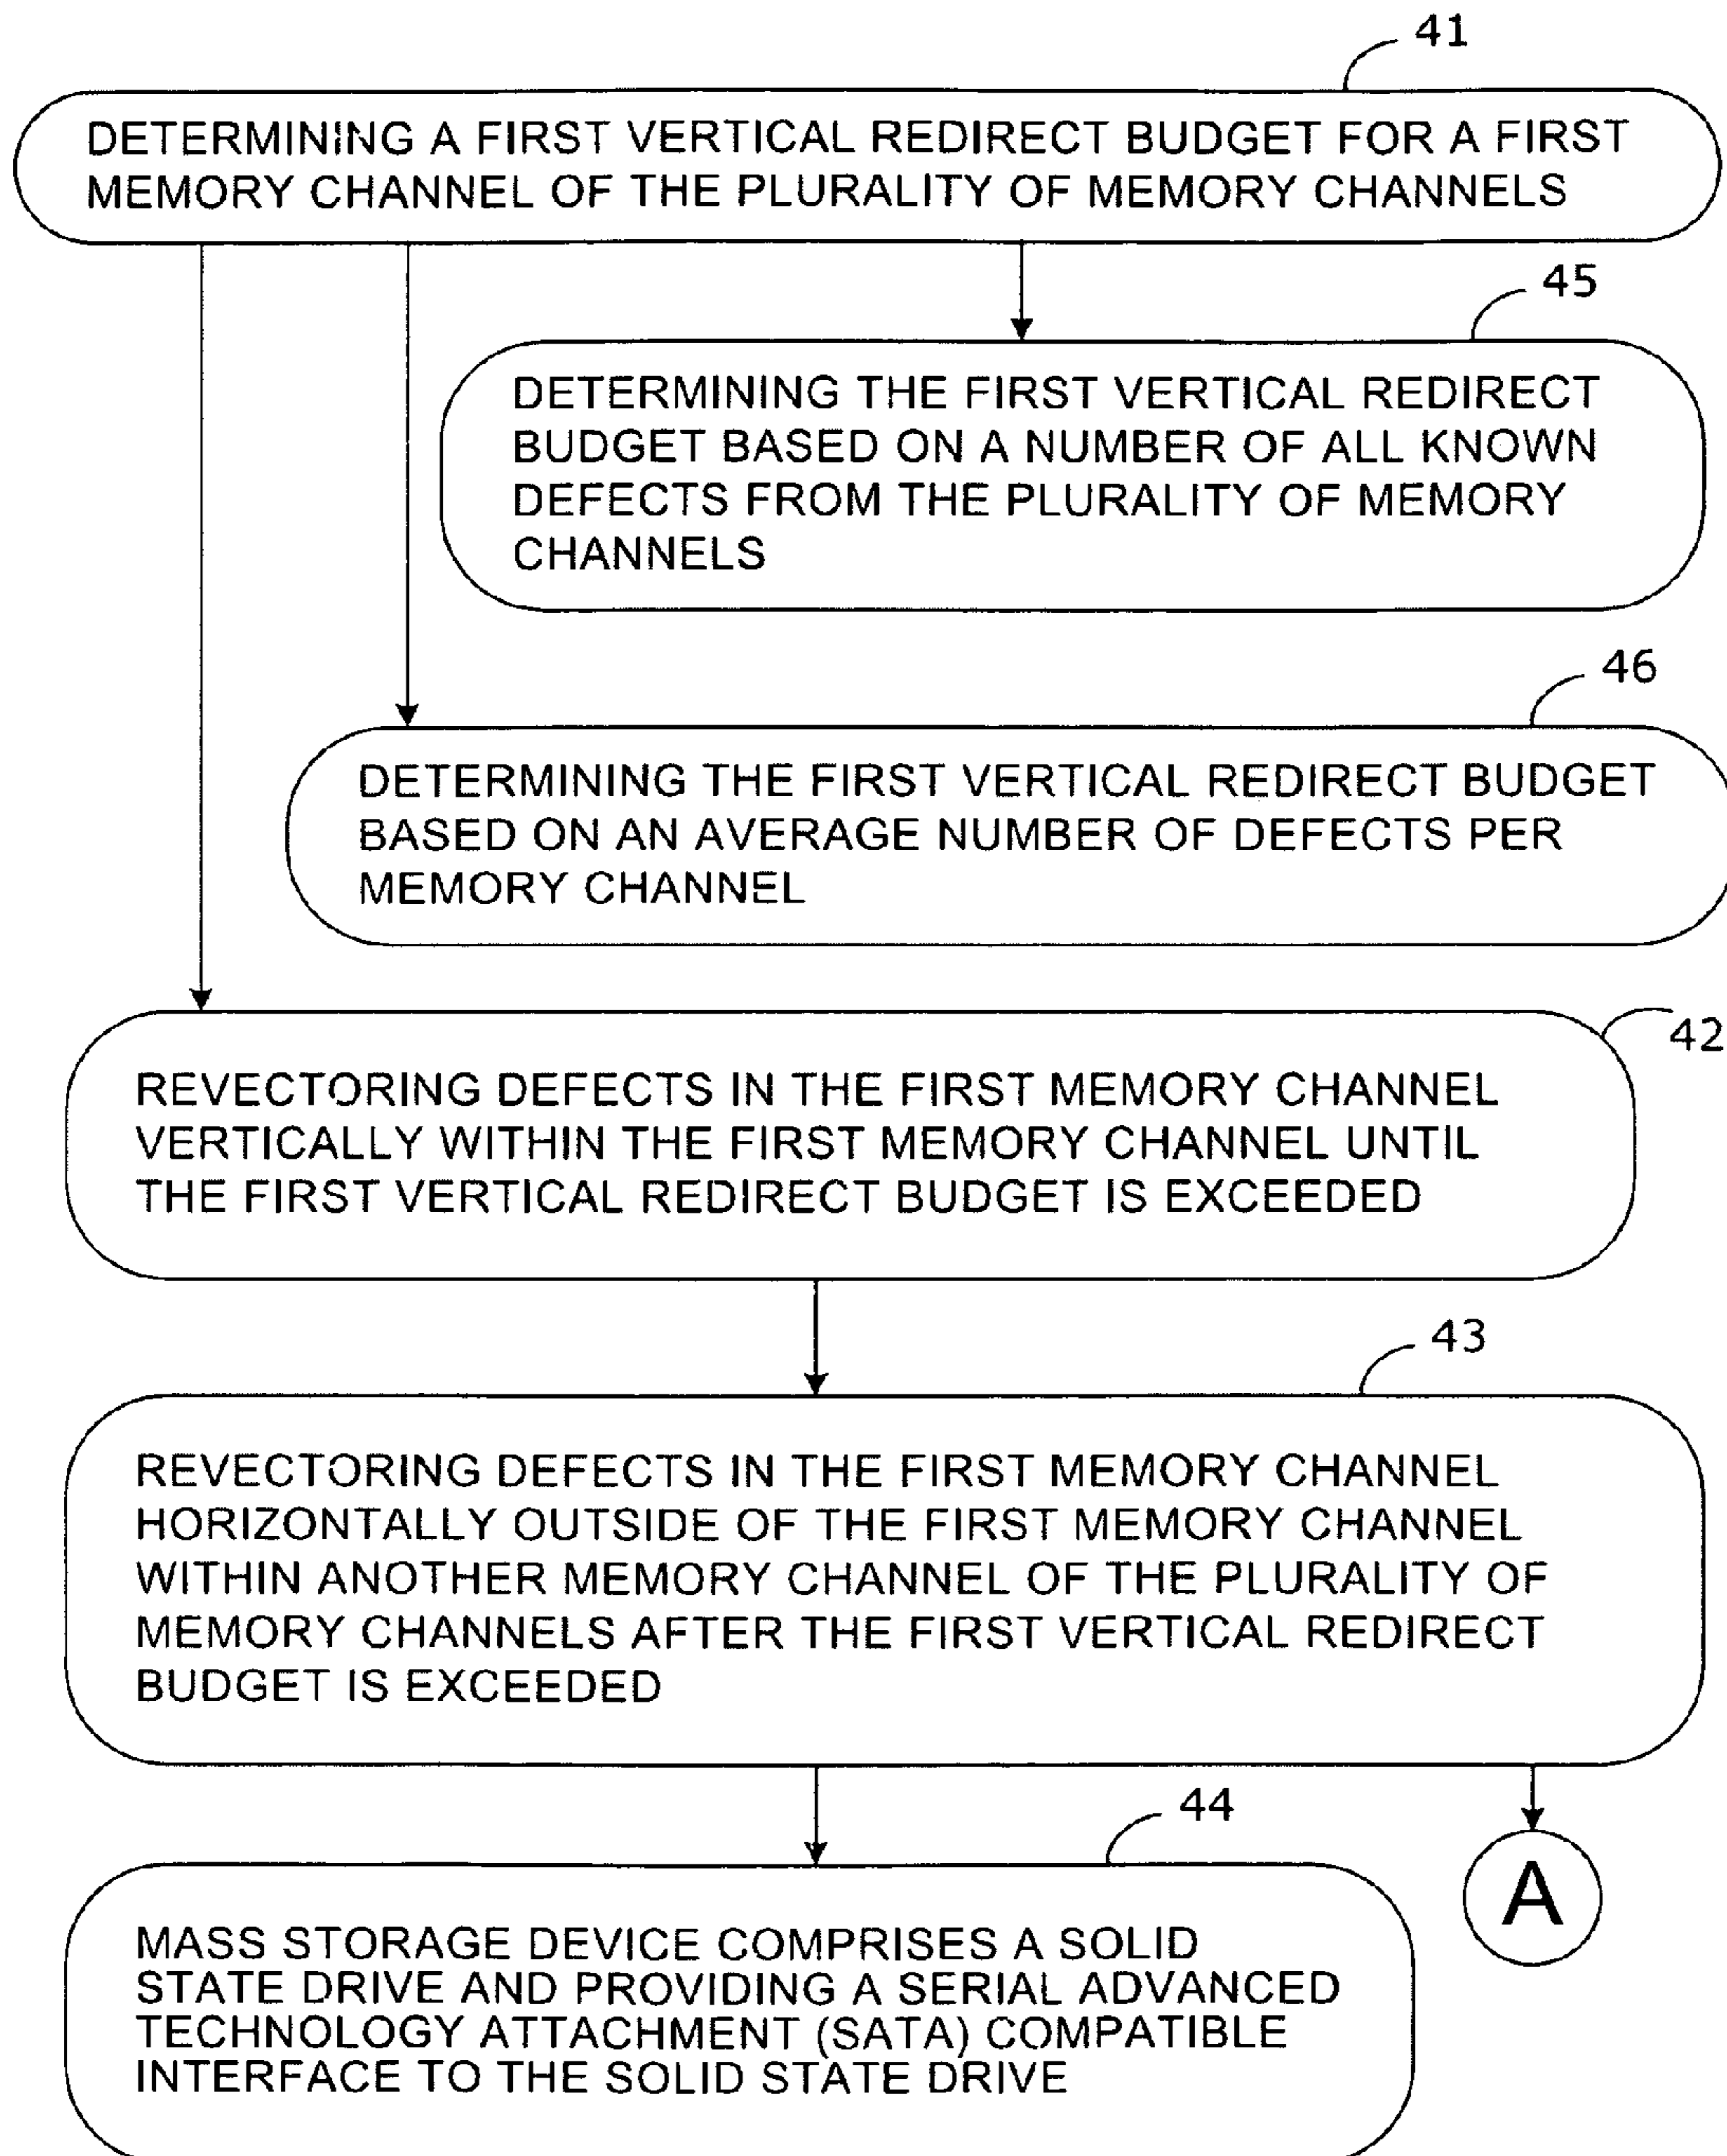 41
DETERMINING A FIRST VERTICAL REDIRECT BUDGET FOR A FIRST
MEMORY CHANNEL OF THE PLURALITY OF MEMORY CHANNELS
45
DETERMINING THE FIRST VERTICAL REDIRECT
BUDGET BASED ON A NUMBER OF ALL KNOWN
DEFECTS FROM THE PLURALITY OF MEMORY
CHANNELS
46
DETERMINING THE FIRST VERTICAL REDIRECT BUDGET
BASED ON AN AVERAGE NUMBER OF DEFECTS PER
MEMORY CHANNEL
42
REVECTORING DEFECTS IN THE FIRST MEMORY CHANNEL
VERTICALLY WITHIN THE FIRST MEMORY CHANNEL UNTIL
THE FIRST VERTICAL REDIRECT BUDGET IS EXCEEDED
43
REVECTORING DEFECTS IN THE FIRST MEMORY CHANNEL
HORIZONTALLY OUTSIDE OF THE FIRST MEMORY CHANNEL
WITHIN ANOTHER MEMORY CHANNEL OF THE PLURALITY OF
MEMORY CHANNELS AFTER THE FIRST VERTICAL REDIRECT
BUDGET IS EXCEEDED
44
MASS STORAGE DEVICE COMPRISES A SOLID
STATE DRIVE AND PROVIDING A SERIAL ADVANCED
TECHNOLOGY ATTACHMENT (SATA) COMPATIBLE
INTERFACE TO THE SOLID STATE DRIVE
A